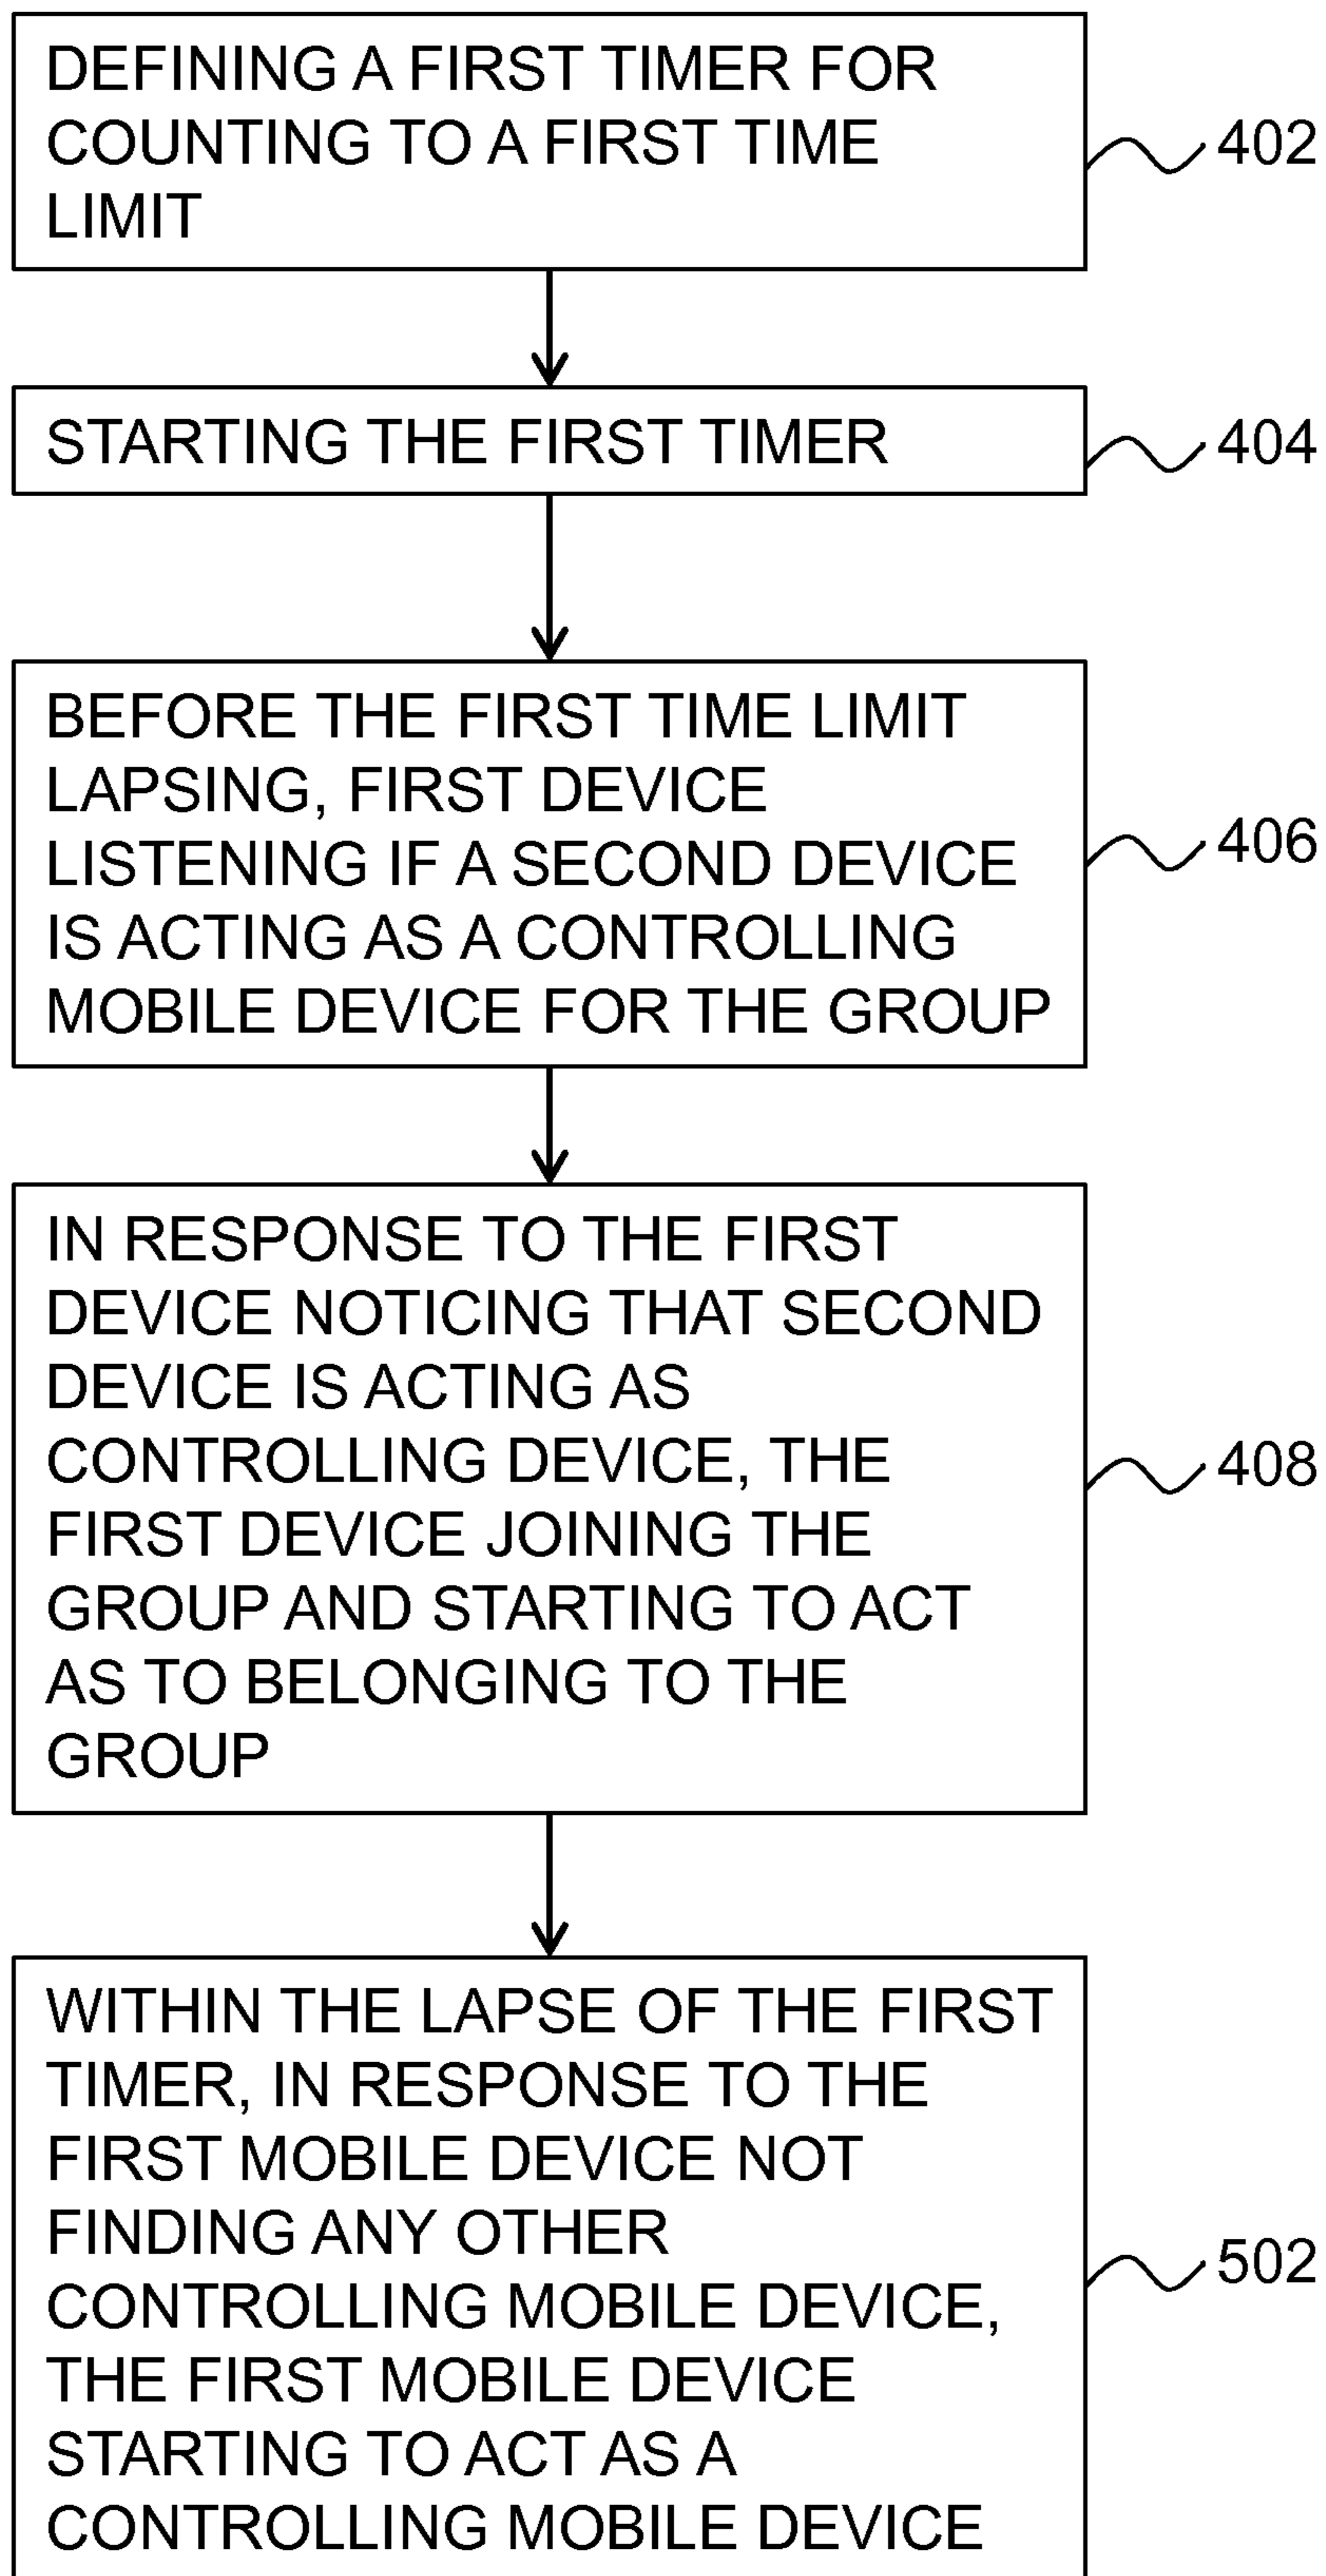 DEFINING A FIRST TIMER FOR
COUNTING TO A FIRST TIME
LIMIT
402
STARTING THE FIRST TIMER
404
BEFORE THE FIRST TIME LIMIT
LAPSING, FIRST DEVICE
LISTENING IF A SECOND DEVICE
IS ACTING AS A CONTROLLING
MOBILE DEVICE FOR THE GROUP
406
IN RESPONSE TO THE FIRST
DEVICE NOTICING THAT SECOND
DEVICE IS ACTING AS
CONTROLLING DEVICE, THE
FIRST DEVICE JOINING THE
GROUP AND STARTING TO ACT
AS TO BELONGING TO THE
GROUP
408
WITHIN THE LAPSE OF THE FIRST
TIMER, IN RESPONSE TO THE
FIRST MOBILE DEVICE NOT
FINDING ANY OTHER
CONTROLLING MOBILE DEVICE,
THE FIRST MOBILE DEVICE
STARTING TO ACT AS A
CONTROLLING MOBILE DEVICE
502